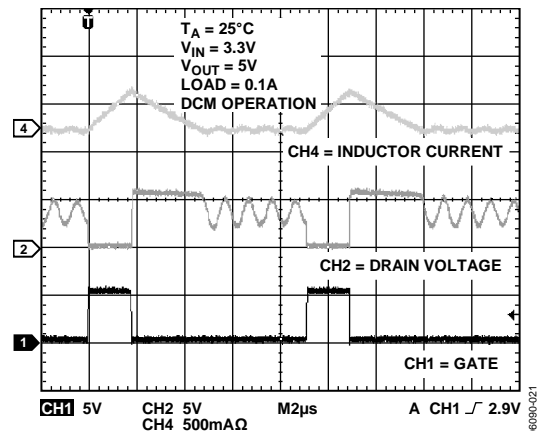 T
TA = 25°C
VIN = 3.3V
VOUT = 5V
LOAD = 0.1A
DCM OPERATION
4
CH4 = INDUCTOR CURRENT
2
CH2 = DRAIN VOLTAGE
1
CH1 = GATE
CH1 5V CH2 5V M2µs A CH1 2.9V
CH4 500mAΩ
6090-021